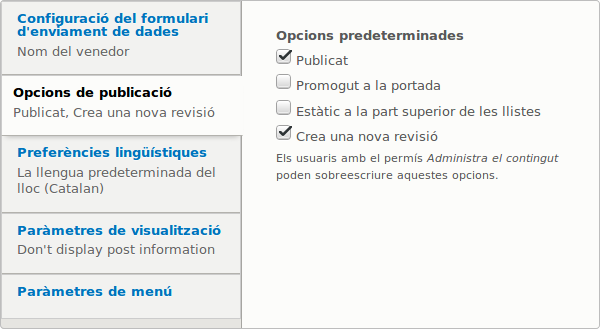 Configuració del formulari
d'enviament de dades
Nom del venedor
Opcions de publicació
Publicat, Crea una nova revisió
Preferències lingüístiques
La llengua predeterminada del
lloc (Catalan)
Paràmetres de visualització
Don't display post information
Paràmetres de menú
Opcions predeterminades
Publicat
Promogut a la portada
Estàtic a la part superior de les llistes
Crea una nova revisió
Els usuaris amb el permís Administra el contingut
poden sobreescriure aquestes opcions.